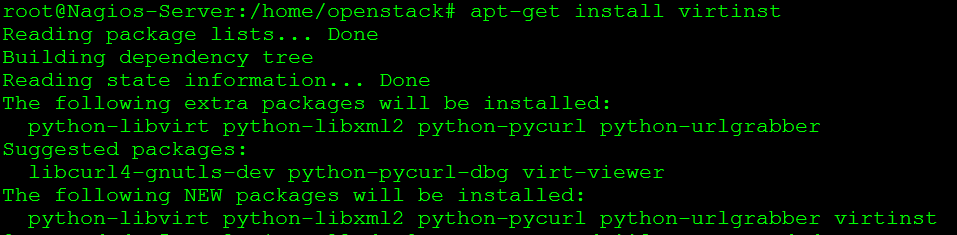 root@Nagios-Server:/home/openstack# apt-get install virtinst
Reading package lists... Done
Building dependency tree
Reading state information... Done
The following extra packages will be installed:
  python-libvirt python-libxml2 python-pycurl python-urlgrabber
Suggested packages:
  libcurl4-gnutls-dev python-pycurl-dbg virt-viewer
The following NEW packages will be installed:
  python-libvirt python-libxml2 python-pycurl python-urlgrabber virtinst